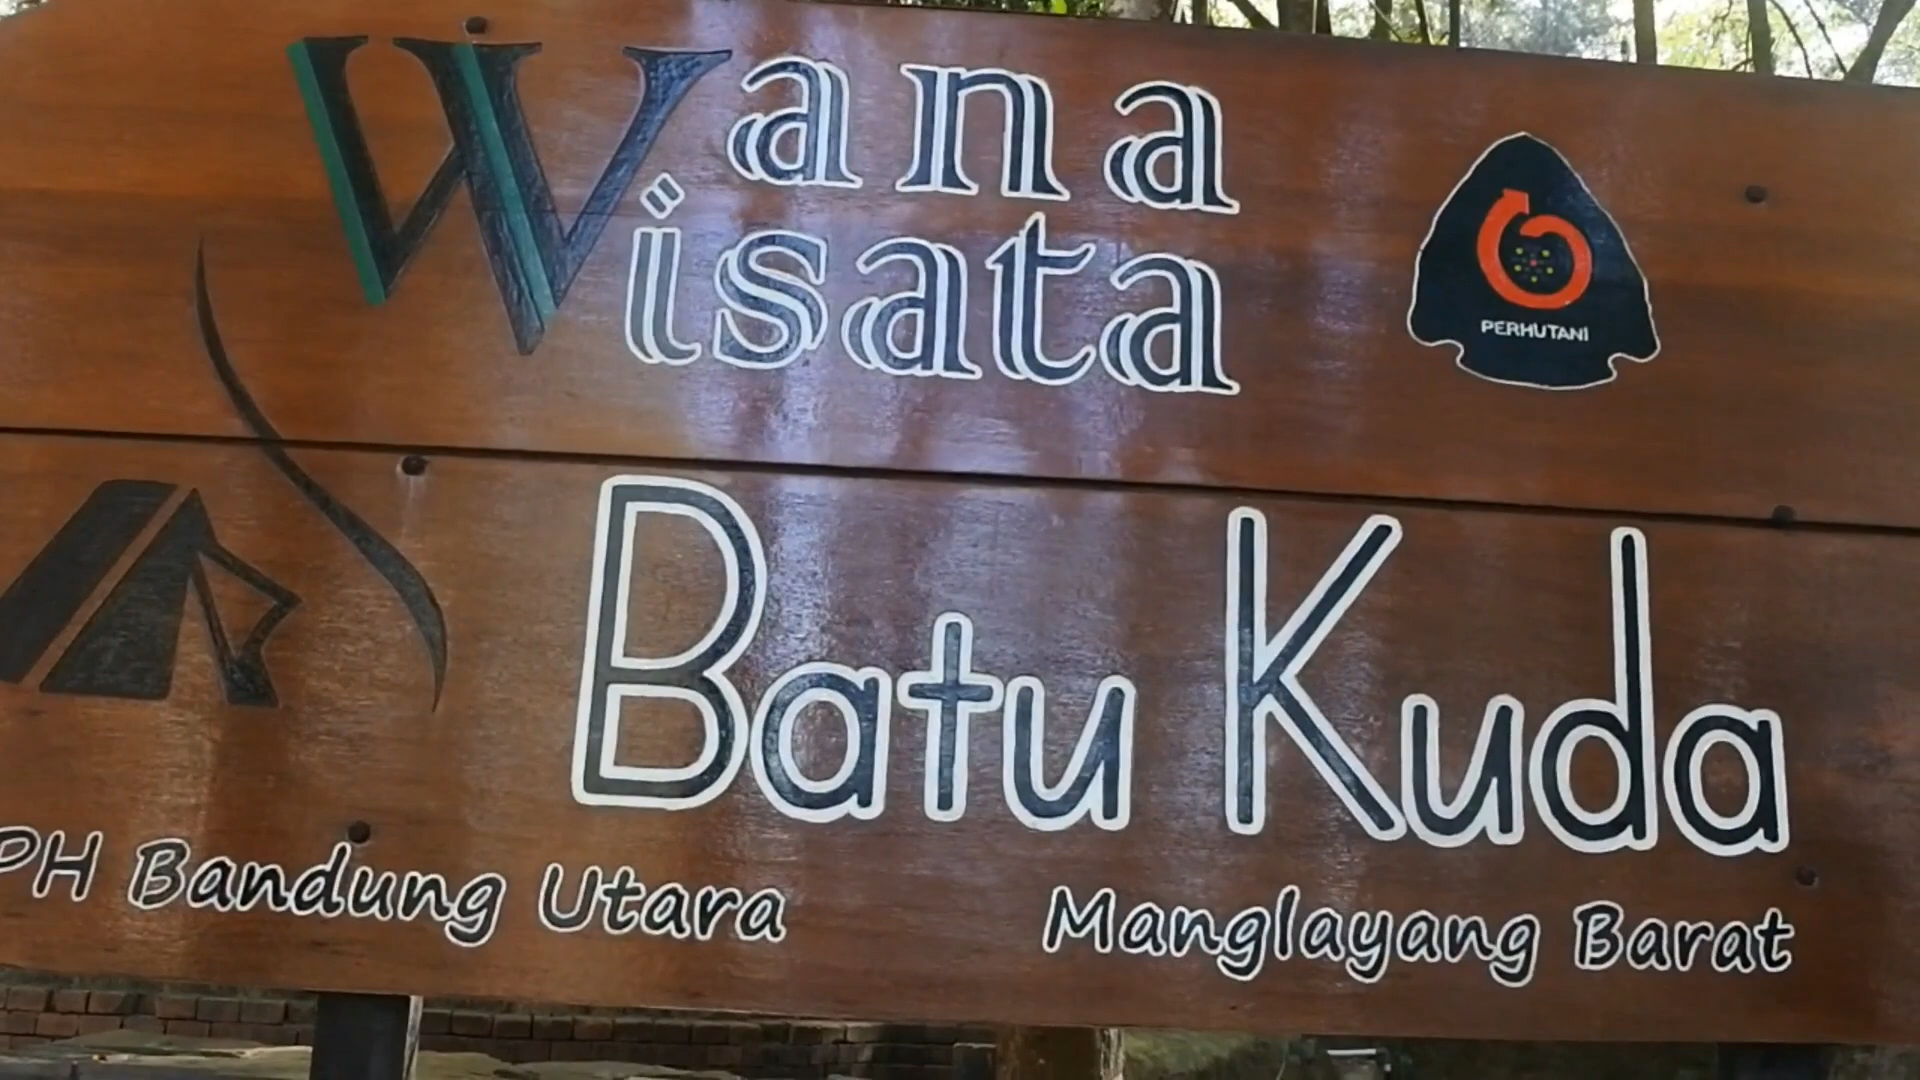 Wana
Wisata
PERHUTANI
Batu Kuda
PH Bandung Utara
Manglayang Barat